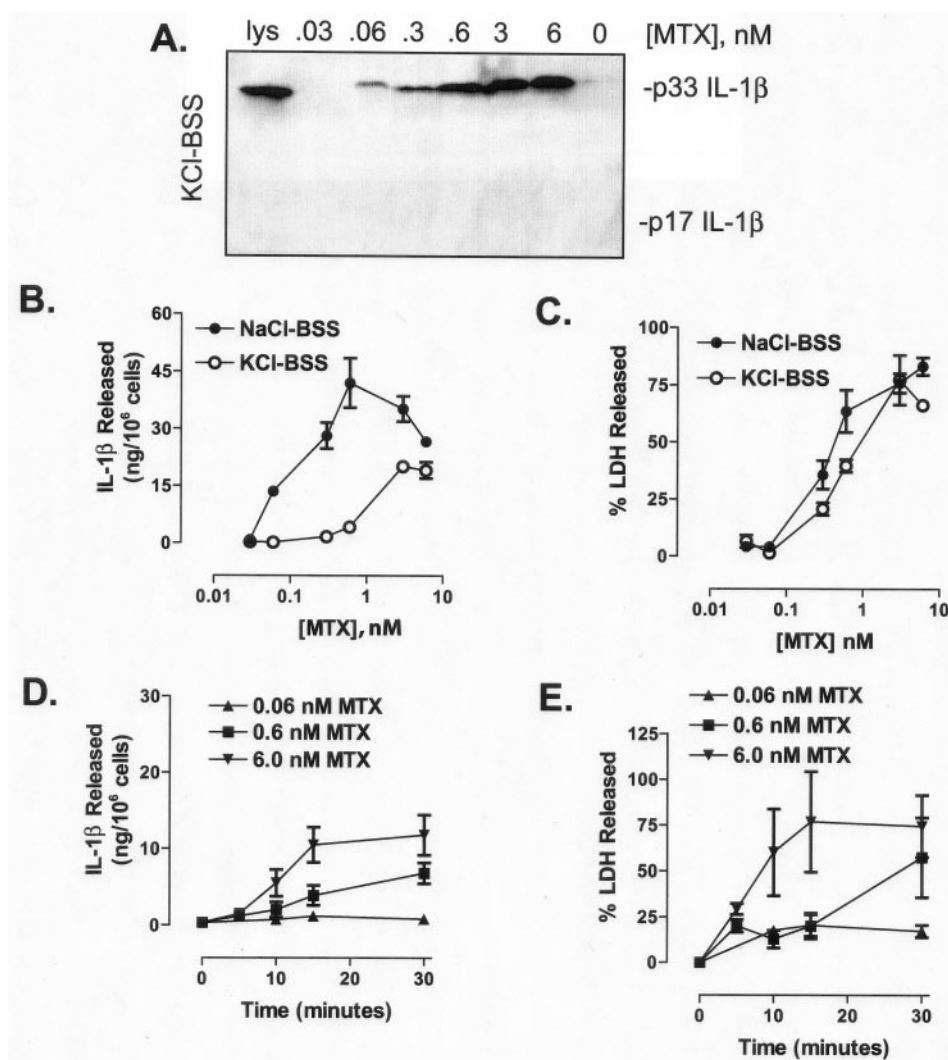 A.
lys .03 .06 .3 .6 3 6 0 [MTX], nM
KCl-BSS
-p33 IL-1β
-p17 IL-1β
B.
60
45
30
15
0
IL-1β Released
(ng/10⁶ cells)
NaCl-BSS
KCl-BSS
0.01 0.1 1 10
[MTX], nM
C.
100
75
50
25
0
% LDH Released
NaCl-BSS
KCl-BSS
0.01 0.1 1 10
[MTX] nM
D.
30
20
10
0
IL-1β Released
(ng/10⁶ cells)
0.06 nM MTX
0.6 nM MTX
6.0 nM MTX
0 10 20 30
Time (minutes)
E.
125
100
75
50
25
0
% LDH Released
0.06 nM MTX
0.6 nM MTX
6.0 nM MTX
0 10 20 30
Time (minutes)